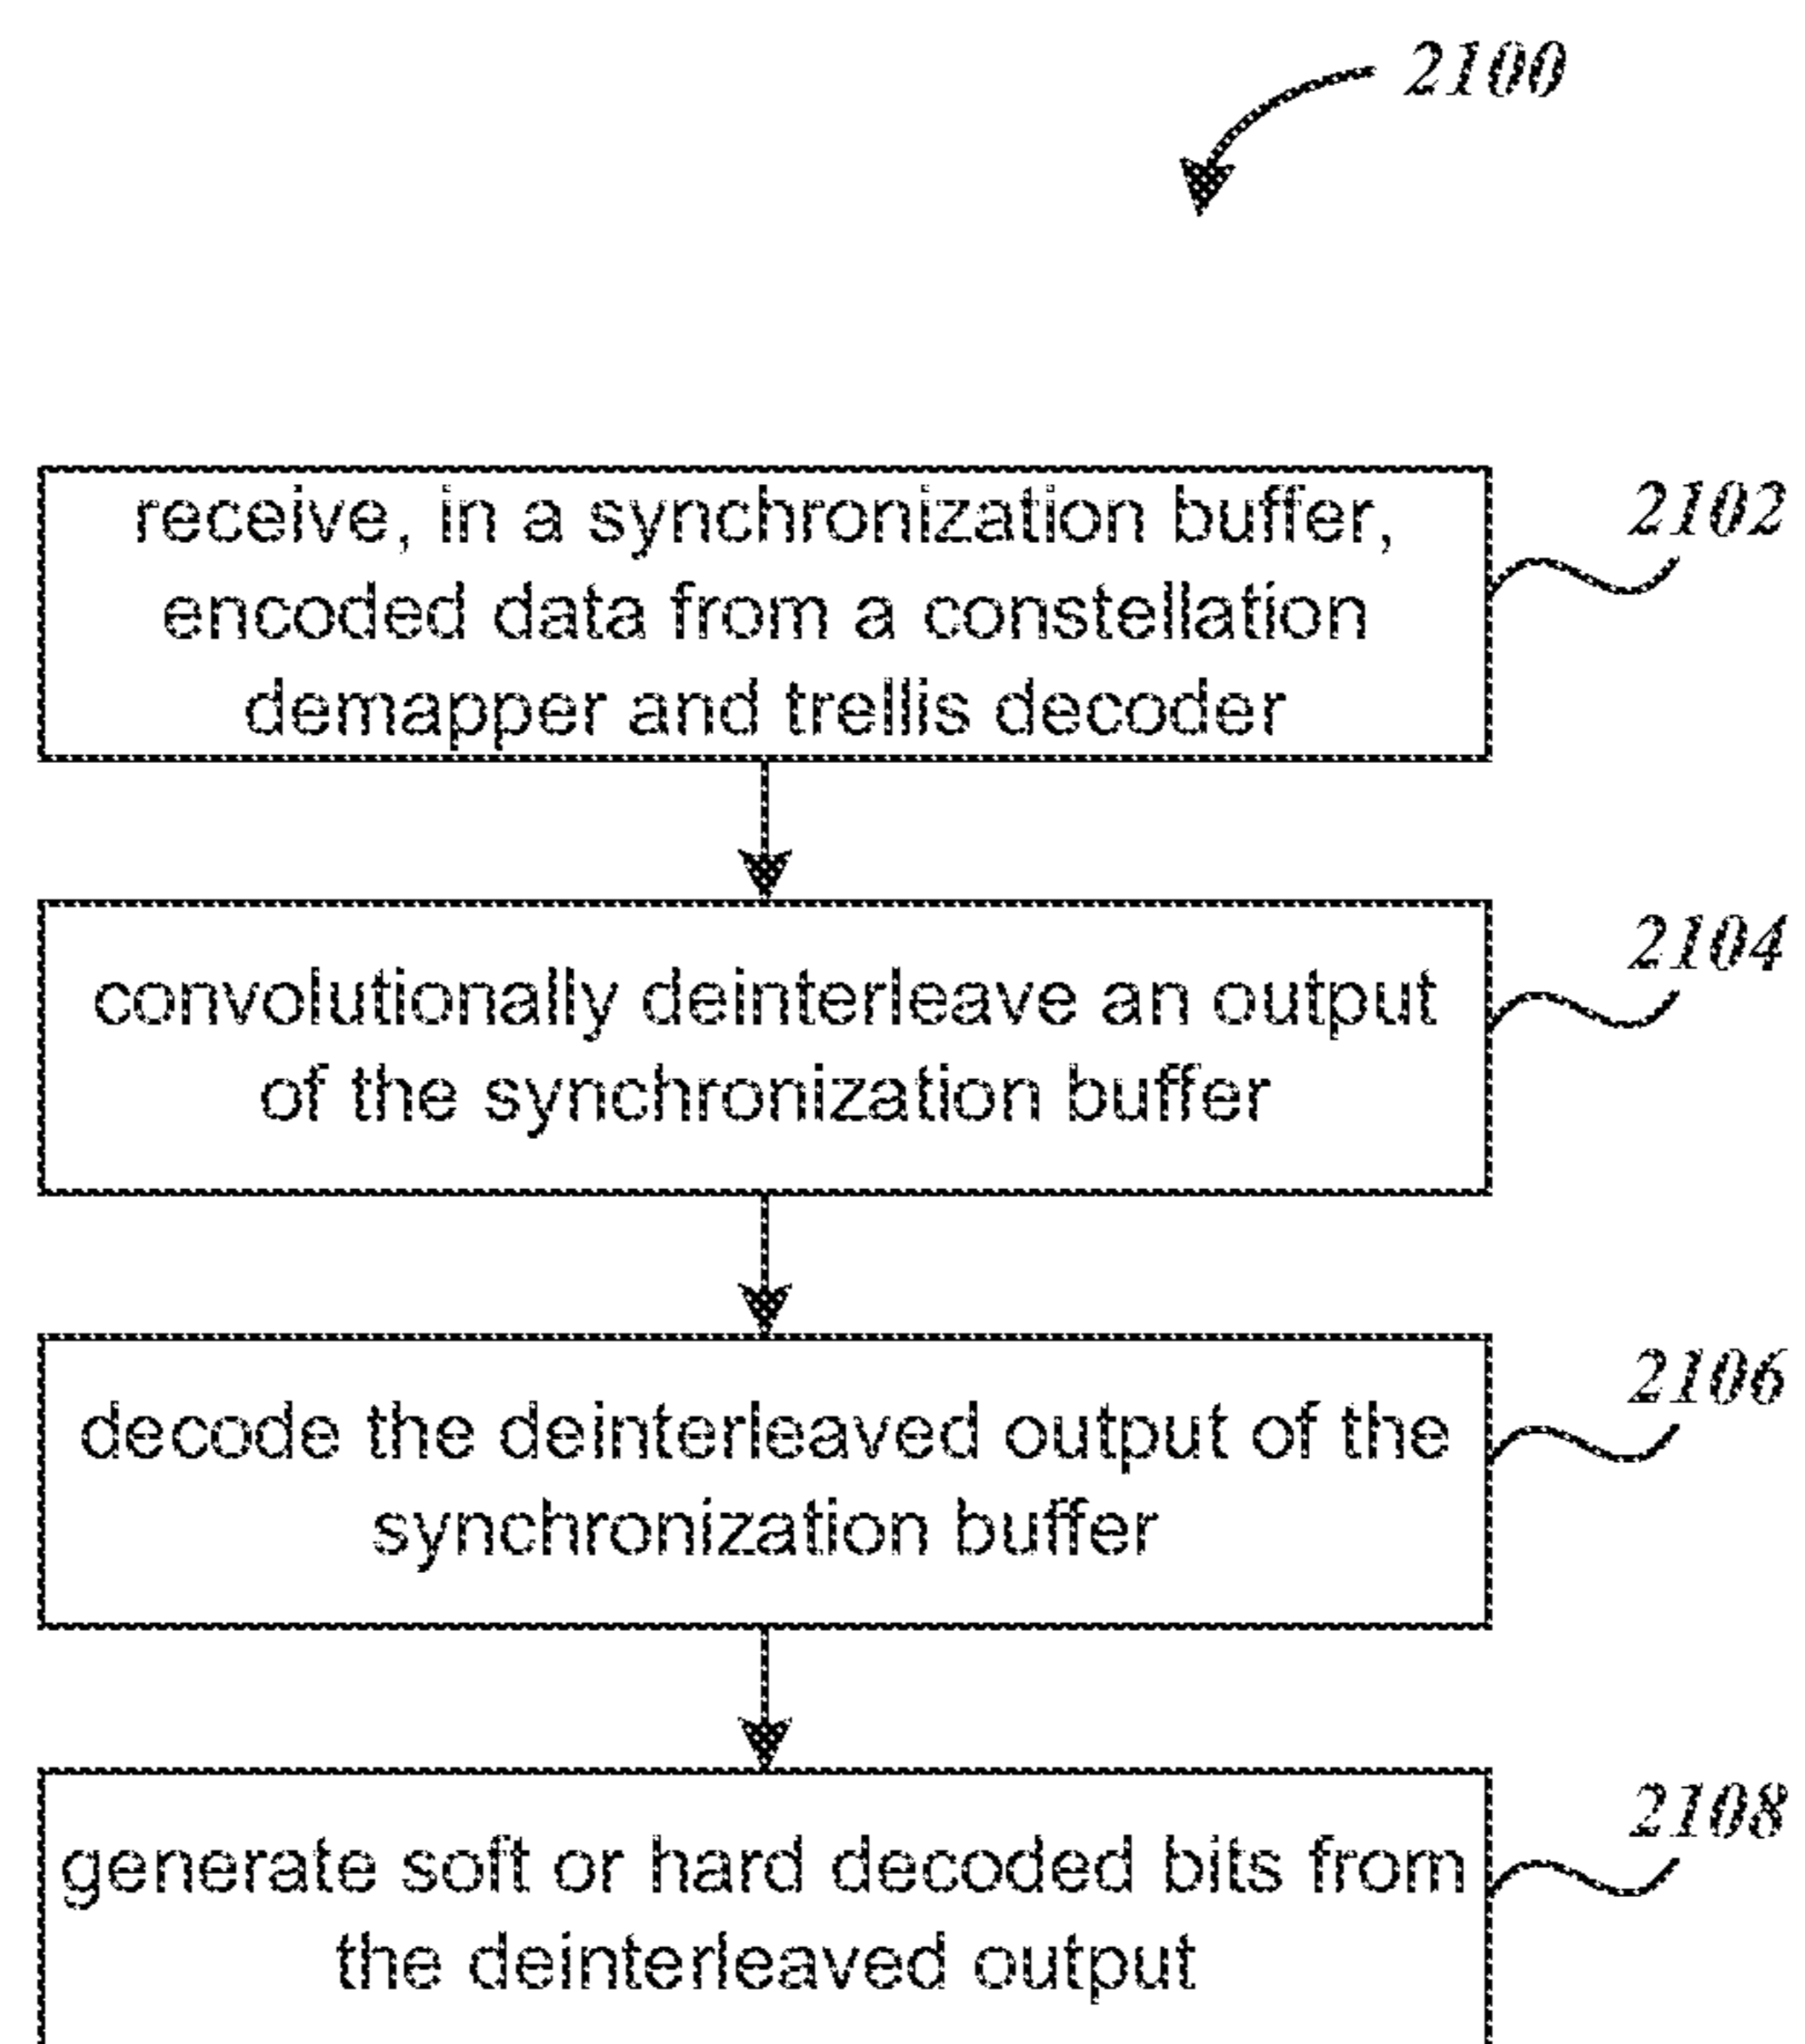 2100
receive, in a synchronization buffer,
2102
encoded data from a constellation
demapper and trellis decoder
convolutionally deinterleave an output
2104
of the synchronization buffer
decode the deinterleaved output of the
2106
synchronization buffer
generate soft or hard decoded bits from
2108
the deinterleaved output